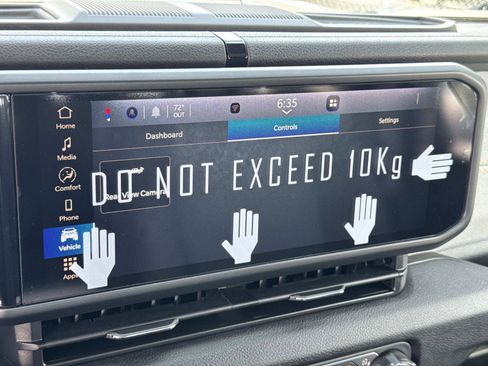 6:35
72°
OUT
Home
Media
Comfort
Phone
Vehicle
Apps
Dashboard
Controls
Settings
DO NOT EXCEED 10Kg
Rear View Camera